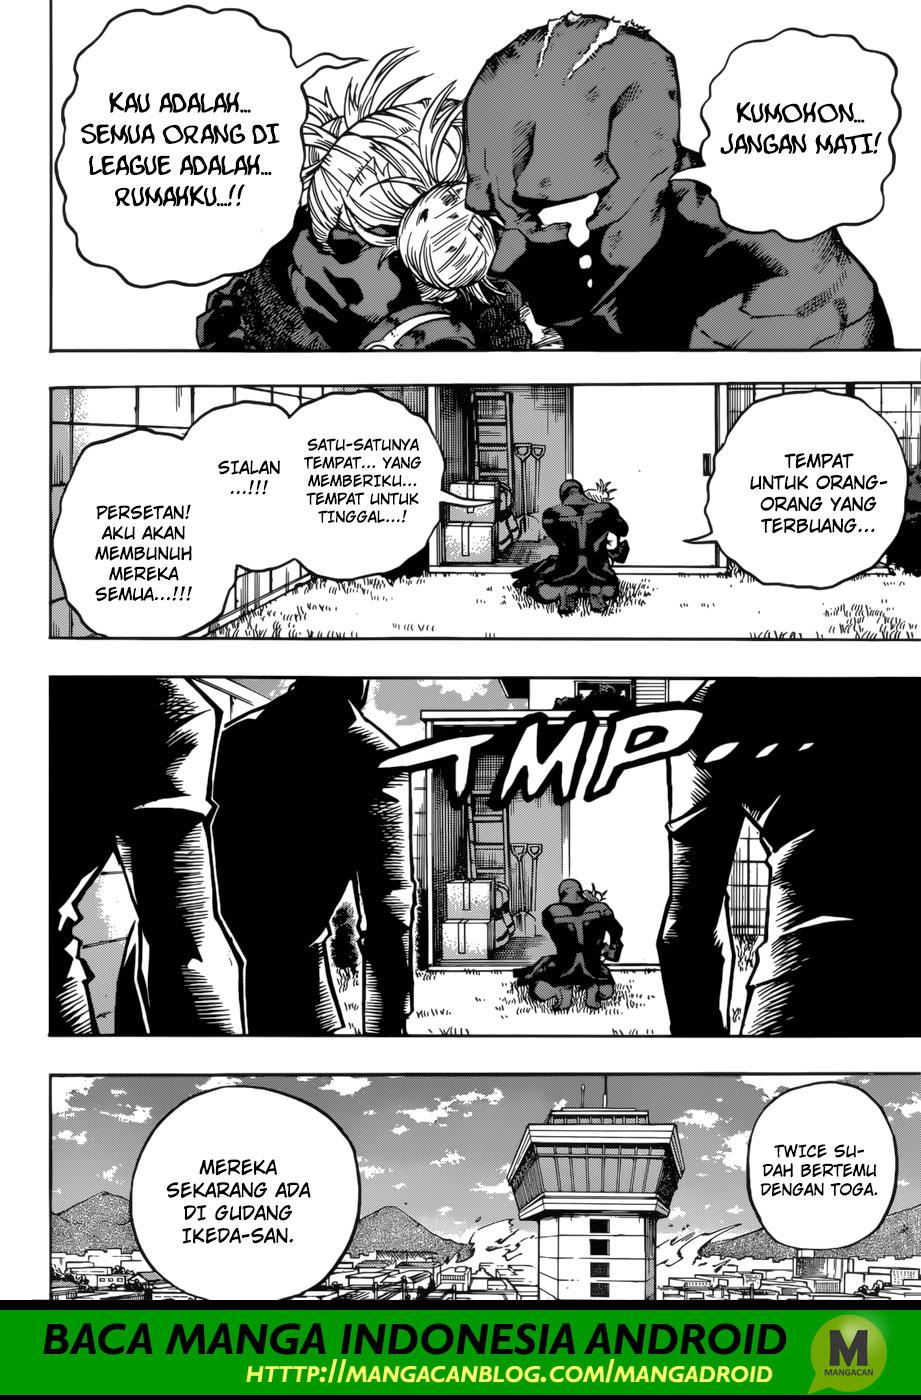 KUMOHON...
JANGAN MATI!
KAU ADALAH...
SEMUA ORANG DI
LEAGUE ADALAH...
RUMAHKU...!!
TEMPAT
UNTUK ORANG-
ORANG YANG
TERBUANG...
SATU-SATUNYA
TEMPAT... YANG
MEMBERIKU...
TEMPAT UNTUK
TINGGAL...!
SIALAN
...!!!
PERSETAN!
AKU AKAN
MEMBUNUH
MEREKA
SEMUA...!!!
TMP...
TWICE SU-
DAH BERTEMU
DENGAN TOGA.
MEREKA
SEKARANG ADA
DI GUDANG
IKEDA-SAN.
BACA MANGA INDONESIA ANDROID
HTTTP://MANGACANBLOG.COM/MANGADROID
M
MANGACAN